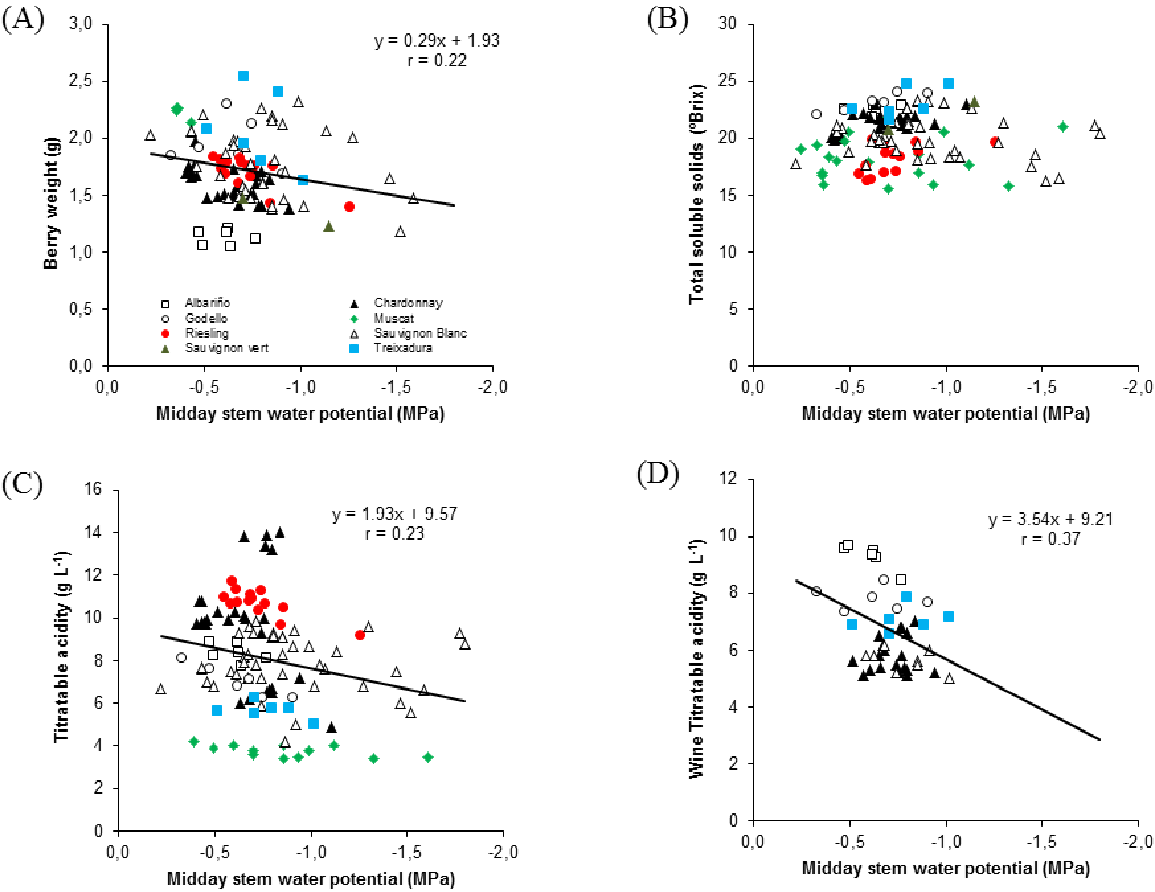 (A)
y = 0.29x + 1.93
r = 0.22
3,0
2,5
2,0
1,5
1,0
0,5
0,0
Berry weight (g)
Albariño
Chardonnay
Godello
Muscat
Riesling
Sauvignon Blanc
Sauvignon vert
Treixadura
0,0 -0,5 -1,0 -1,5 -2,0
Midday stem water potential (MPa)
(B)
30
25
20
15
10
5
0
Total soluble solids (ºBrix)
0,0 -0,5 -1,0 -1,5 -2,0
Midday stem water potential (MPa)
(C)
y = 1.93x + 9.57
r = 0.23
16
14
12
10
8
6
4
2
0
Titratable acidity (g L-1)
0,0 -0,5 -1,0 -1,5 -2,0
Midday stem water potential (MPa)
(D)
y = 3.54x + 9.21
r = 0.37
12
10
8
6
4
2
0
Wine Titratable acidity (g L-1)
0,0 -0,5 -1,0 -1,5 -2,0
Midday stem water potential (MPa)